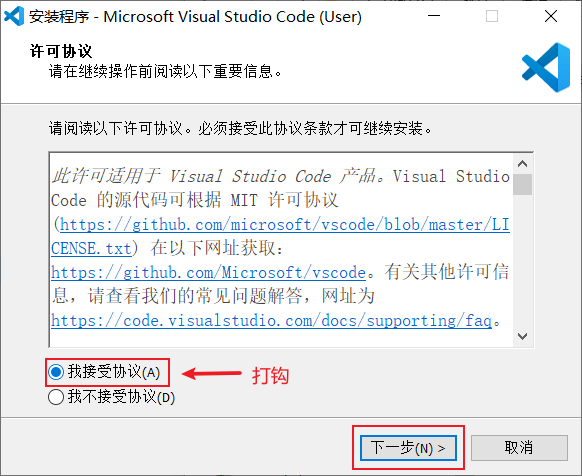 安装程序 - Microsoft Visual Studio Code (User)
许可协议
请在继续操作前阅读以下重要信息。
请阅读以下许可协议。必须接受此协议条款才可继续安装。
此许可适用于 Visual Studio Code 产品。Visual Studio
Code 的源代码可根据 MIT 许可协议
(https://github.com/microsoft/vscode/blob/master/LI
CENSE.txt) 在以下网址获取:
https://github.com/Microsoft/vscode。有关其他许可信
息，请查看我们的常见问题解答，网址为
https://code.visualstudio.com/docs/supporting/faq。
我接受协议(A)
打钩
我不接受协议(D)
下一步(N) >
取消